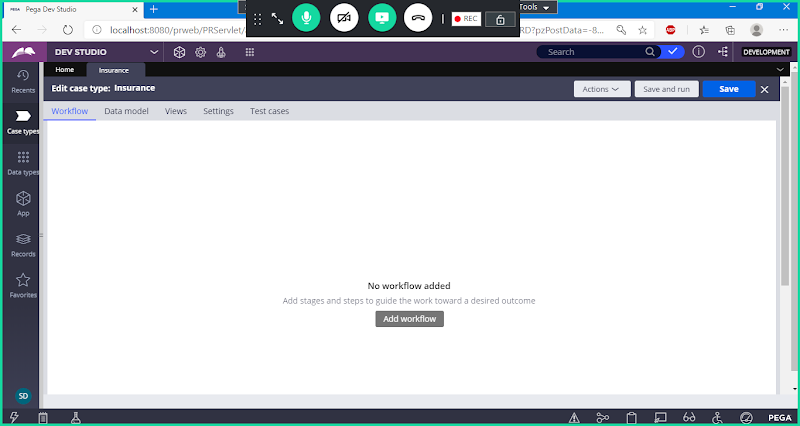 PEGA Pega Dev Studio
Tools
localhost:8080/prweb/PRServlet/
RD?pzPostData=-8...
REC
DEV STUDIO
Search
DEVELOPMENT
Recents
Home
Insurance
Edit case type: Insurance
Actions
Save and run
Save
Case types
Workflow
Data model
Views
Settings
Test cases
Data types
App
Records
Favorites
No workflow added
Add stages and steps to guide the work toward a desired outcome
Add workflow
SD
PEGA